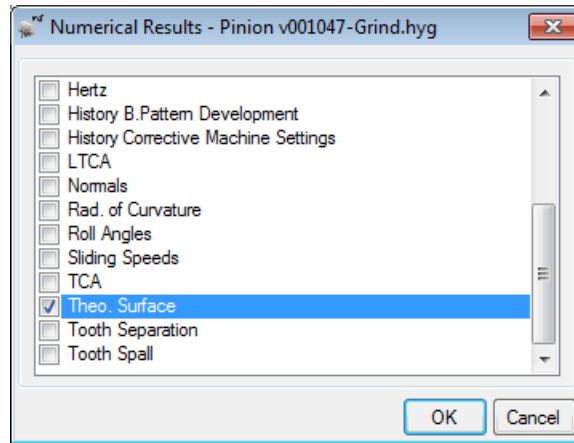 Numerical Results - Pinion v001047-Grind.hyg
Hertz
History B.Pattern Development
History Corrective Machine Settings
LTCA
Normals
Rad. of Curvature
Roll Angles
Sliding Speeds
TCA
Theo. Surface
Tooth Separation
Tooth Spall
OK
Cancel